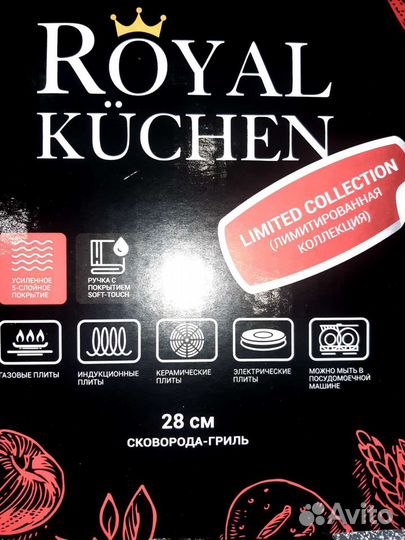 ROYAL
KÜCHEN
LIMITED COLLECTION
(ЛИМИТИРОВАННАЯ
КОЛЛЕКЦИЯ)
УСИЛЕННОЕ
5-СЛОЙНОЕ
ПОКРЫТИЕ
РУЧКА С
ПОКРЫТИЕМ
SOFT-TOUCH
ГАЗОВЫЕ ПЛИТЫ
ИНДУКЦИОННЫЕ
ПЛИТЫ
КЕРАМИЧЕСКИЕ
ПЛИТЫ
ЭЛЕКТРИЧЕСКИЕ
ПЛИТЫ
МОЖНО МЫТЬ В
ПОСУДОМОЕЧНОЙ
МАШИНЕ
28 см
СКОВОРОДА-ГРИЛЬ
Avito